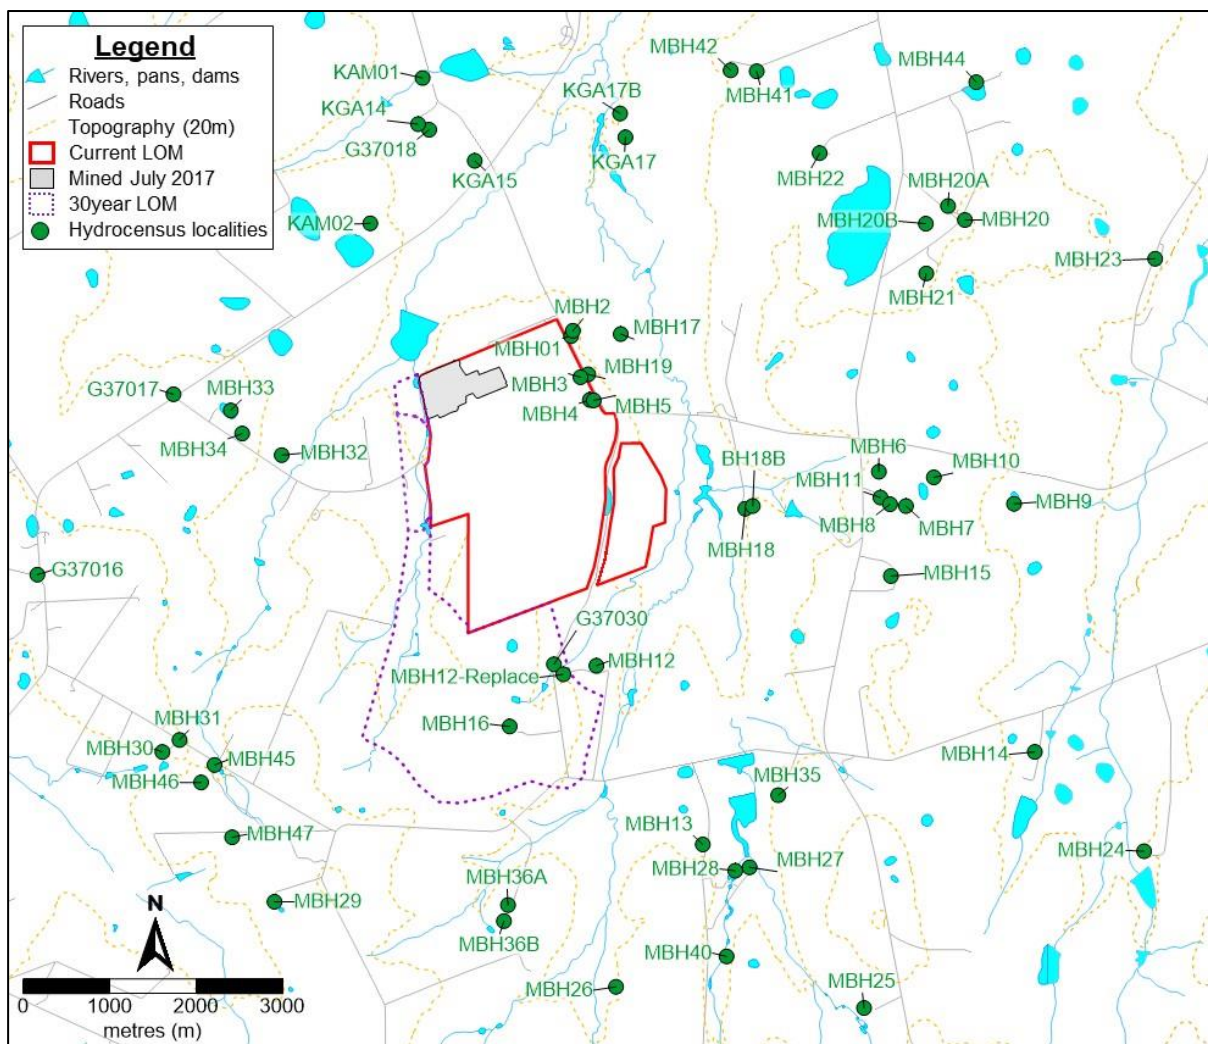 Legend
Rivers, pans, dams
Roads
Topography (20m)
Current LOM
Mined July 2017
30year LOM
Hydrocensus localities
KAM01
KGA14
G37018
KGA15
KAM02
KGA17B
KGA17
MBH42
MBH41
MBH44
MBH22
MBH20A
MBH20B
MBH20
MBH21
MBH23
MBH2
MBH01
MBH17
MBH3
MBH19
MBH4
MBH5
G37017
MBH33
MBH34
MBH32
MBH6
BH18B
MBH11
MBH10
MBH9
MBH8
MBH7
MBH18
MBH15
G37016
G37030
MBH12-Replace
MBH12
MBH16
MBH31
MBH30
MBH45
MBH46
MBH14
MBH35
MBH47
MBH13
MBH28
MBH27
MBH24
MBH29
MBH36A
MBH36B
MBH40
MBH26
MBH25
N
0 1000 2000 3000
metres (m)